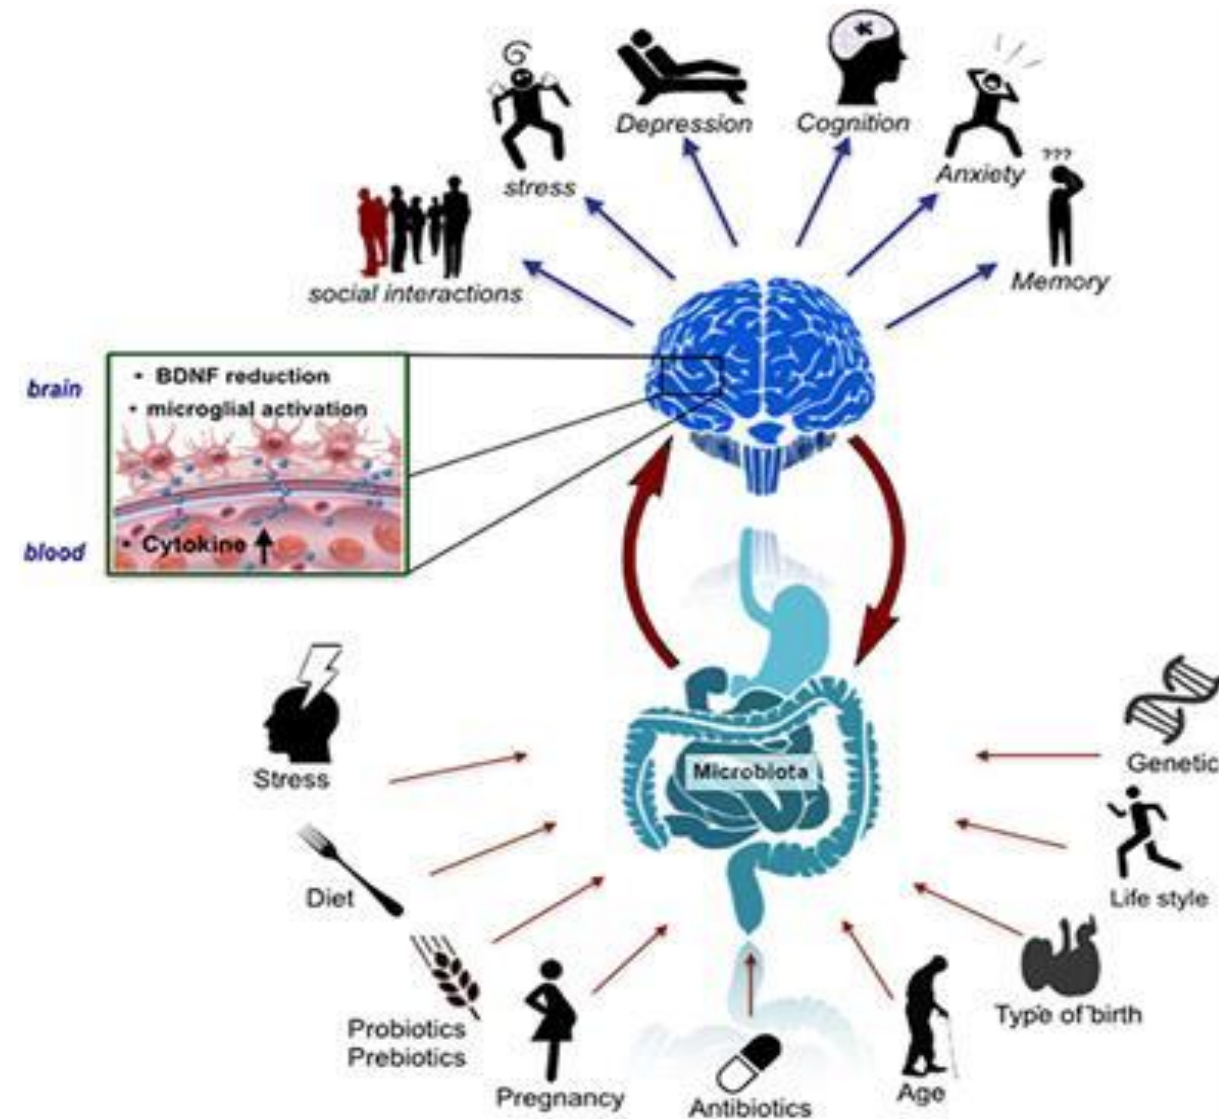 Depression
Cognition
stress
Anxiety
???
social interactions
Memory
brain
• BDNF reduction
• microglial activation
blood
• Cytokine
Stress
Microbiota
Genetic
Diet
Life style
Probiotics
Prebiotics
Type of birth
Pregnancy
Antibiotics
Age